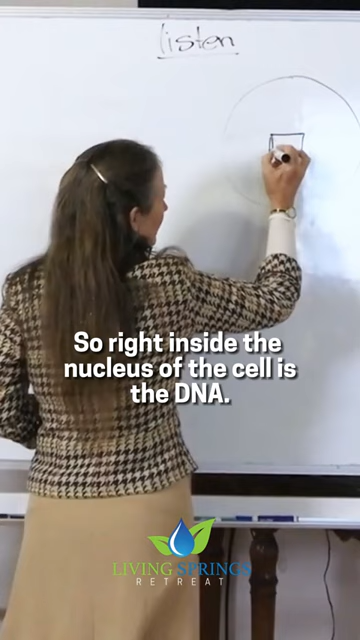 listen
So right inside the
nucleus of the cell is
the DNA.
LIVING SPRINGS
RETREAT